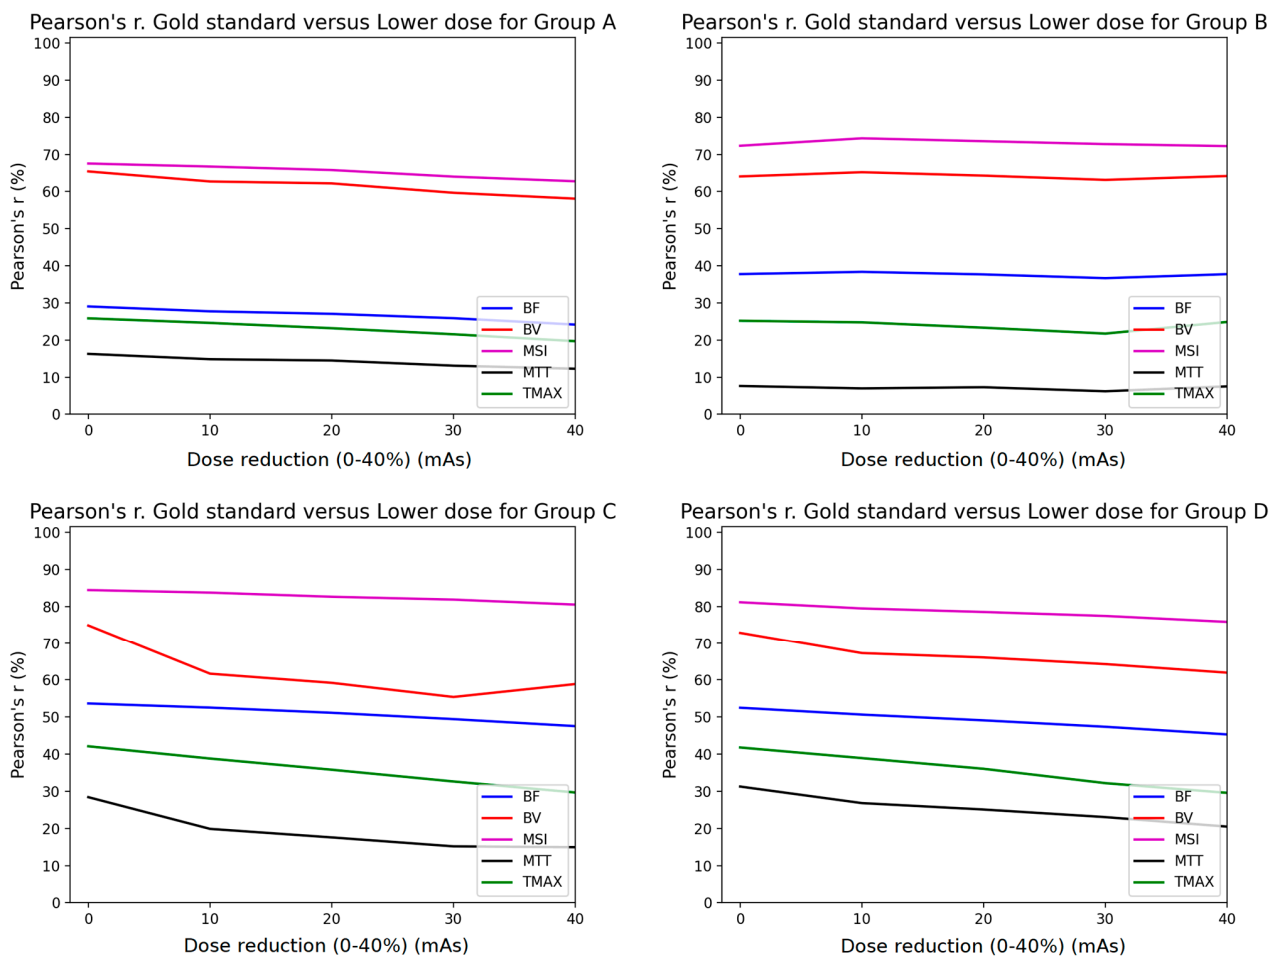 Pearson's r. Gold standard versus Lower dose for Group A
100
90
80
70
60
50
40
30
20
10
0
Pearson's r (%)
0 10 20 30 40
Dose reduction (0-40%) (mAs)
BF
BV
MSI
MTT
TMAX
Pearson's r. Gold standard versus Lower dose for Group B
100
90
80
70
60
50
40
30
20
10
0
Pearson's r (%)
0 10 20 30 40
Dose reduction (0-40%) (mAs)
BF
BV
MSI
MTT
TMAX
Pearson's r. Gold standard versus Lower dose for Group C
100
90
80
70
60
50
40
30
20
10
0
Pearson's r (%)
0 10 20 30 40
Dose reduction (0-40%) (mAs)
BF
BV
MSI
MTT
TMAX
Pearson's r. Gold standard versus Lower dose for Group D
100
90
80
70
60
50
40
30
20
10
0
Pearson's r (%)
0 10 20 30 40
Dose reduction (0-40%) (mAs)
BF
BV
MSI
MTT
TMAX